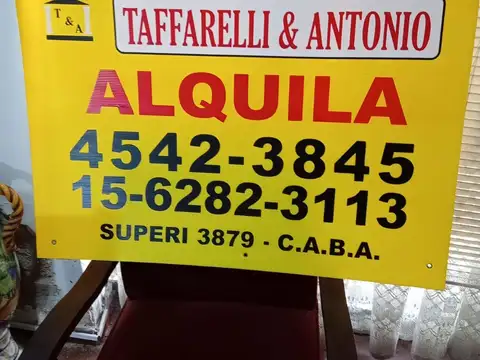 T & A
TAFFARELLI & ANTONIO
ALQUILA
4542-3845
15-6282-3113
SUPERI 3879 - C.A.B.A.